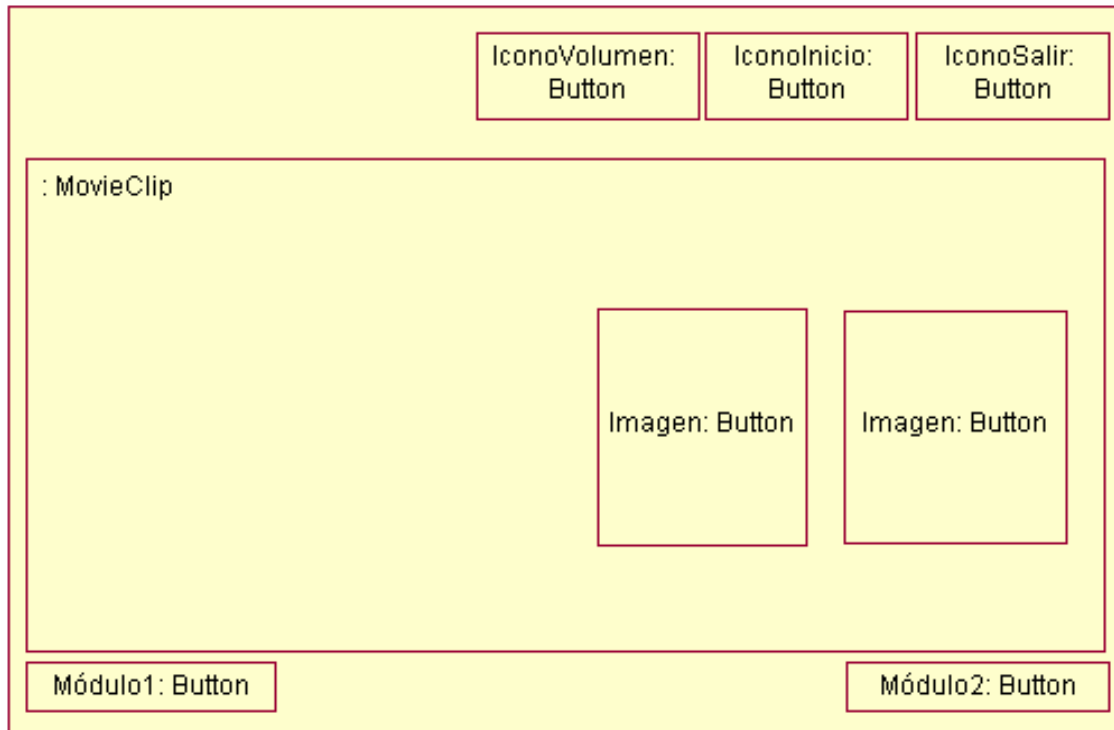 IconoVolumen:
Button
IconoInicio:
Button
IconoSalir:
Button
: MovieClip
Imagen: Button
Imagen: Button
Módulo1: Button
Módulo2: Button